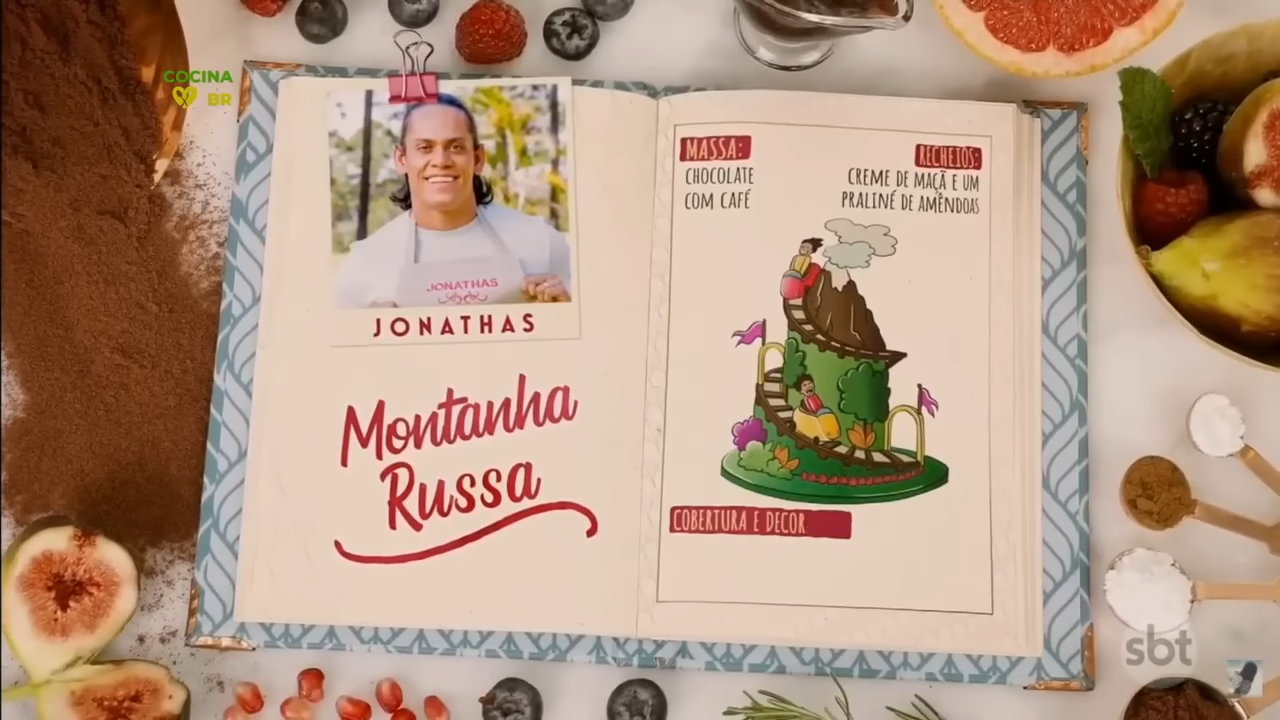 COCINA
BR
JONATHAS
JONATHAS
Montanha
Russa
MASSA:
CHOCOLATE
COM CAFÉ
RECHEIOS:
CREME DE MAÇÃ E UM
PRALINÉ DE AMÊNDOAS
COBERTURA E DECOR
sbt